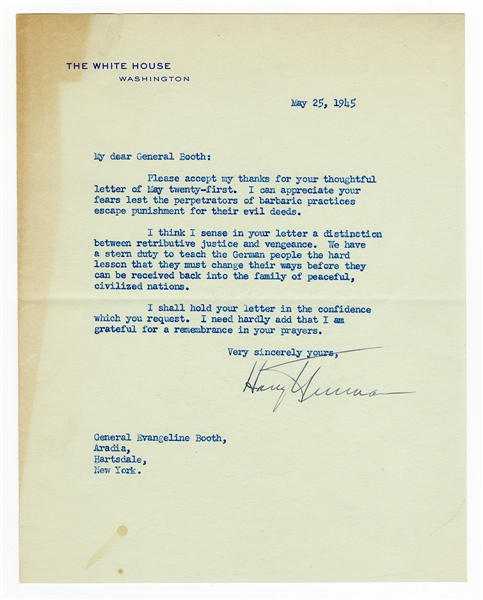 THE WHITE HOUSE
WASHINGTON
May 25, 1945
My dear General Booth:
Please accept my thanks for your thoughtful
letter of May twenty-first. I can appreciate your
fears lest the perpetrators of barbaric practices
escape punishment for their evil deeds.
I think I sense in your letter a distinction
between retributive justice and vengeance. We have
a stern duty to teach the German people the hard
lesson that they must change their ways before they
can be received back into the family of peaceful,
civilized nations.
I shall hold your letter in the confidence
which you request. I need hardly add that I am
grateful for a remembrance in your prayers.
Very sincerely yours,
Harry Truman
General Evangeline Booth,
Aradia,
Hartsdale,
New York.